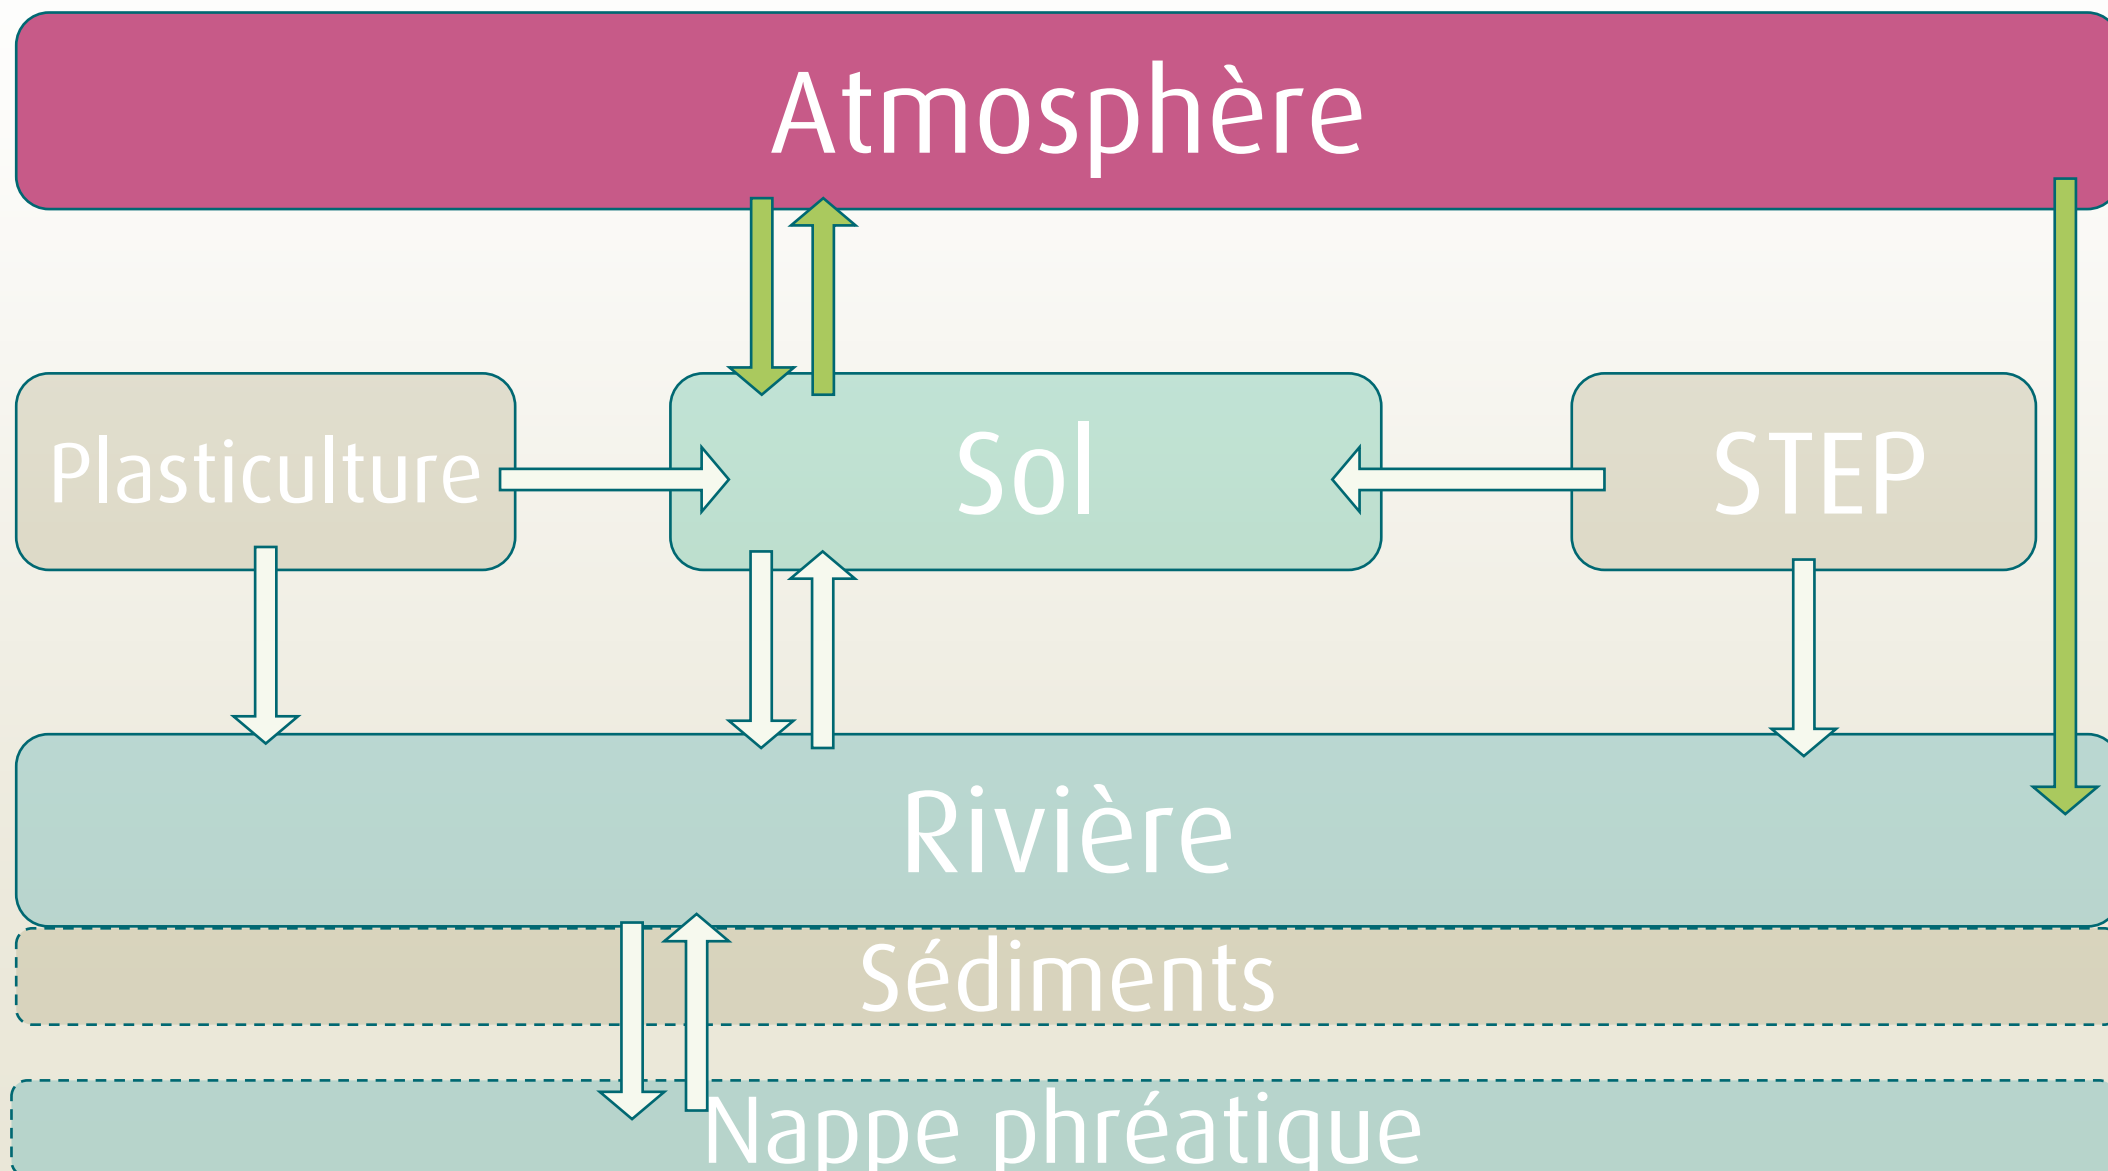 Atmosphère
Plasticulture
Sol
STEP
Rivière
Sédiments
Nappe phréatique